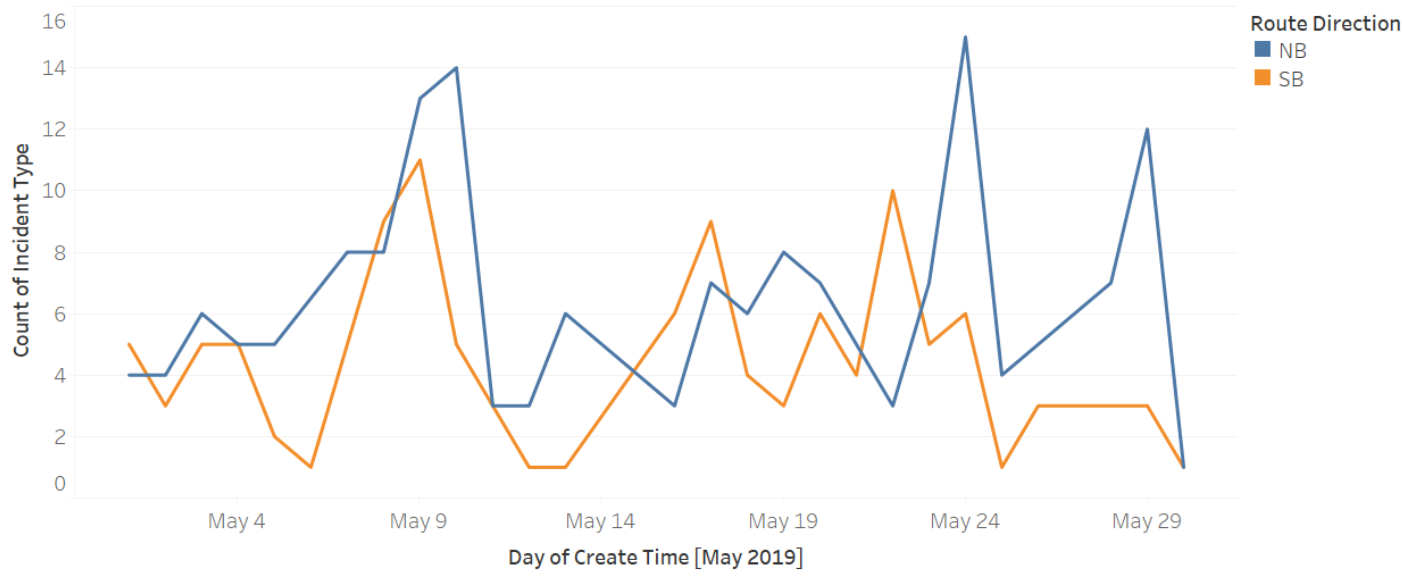 Route Direction
NB
SB
Count of Incident Type
16
14
12
10
8
6
4
2
0
May 4
May 9
May 14
May 19
May 24
May 29
Day of Create Time [May 2019]